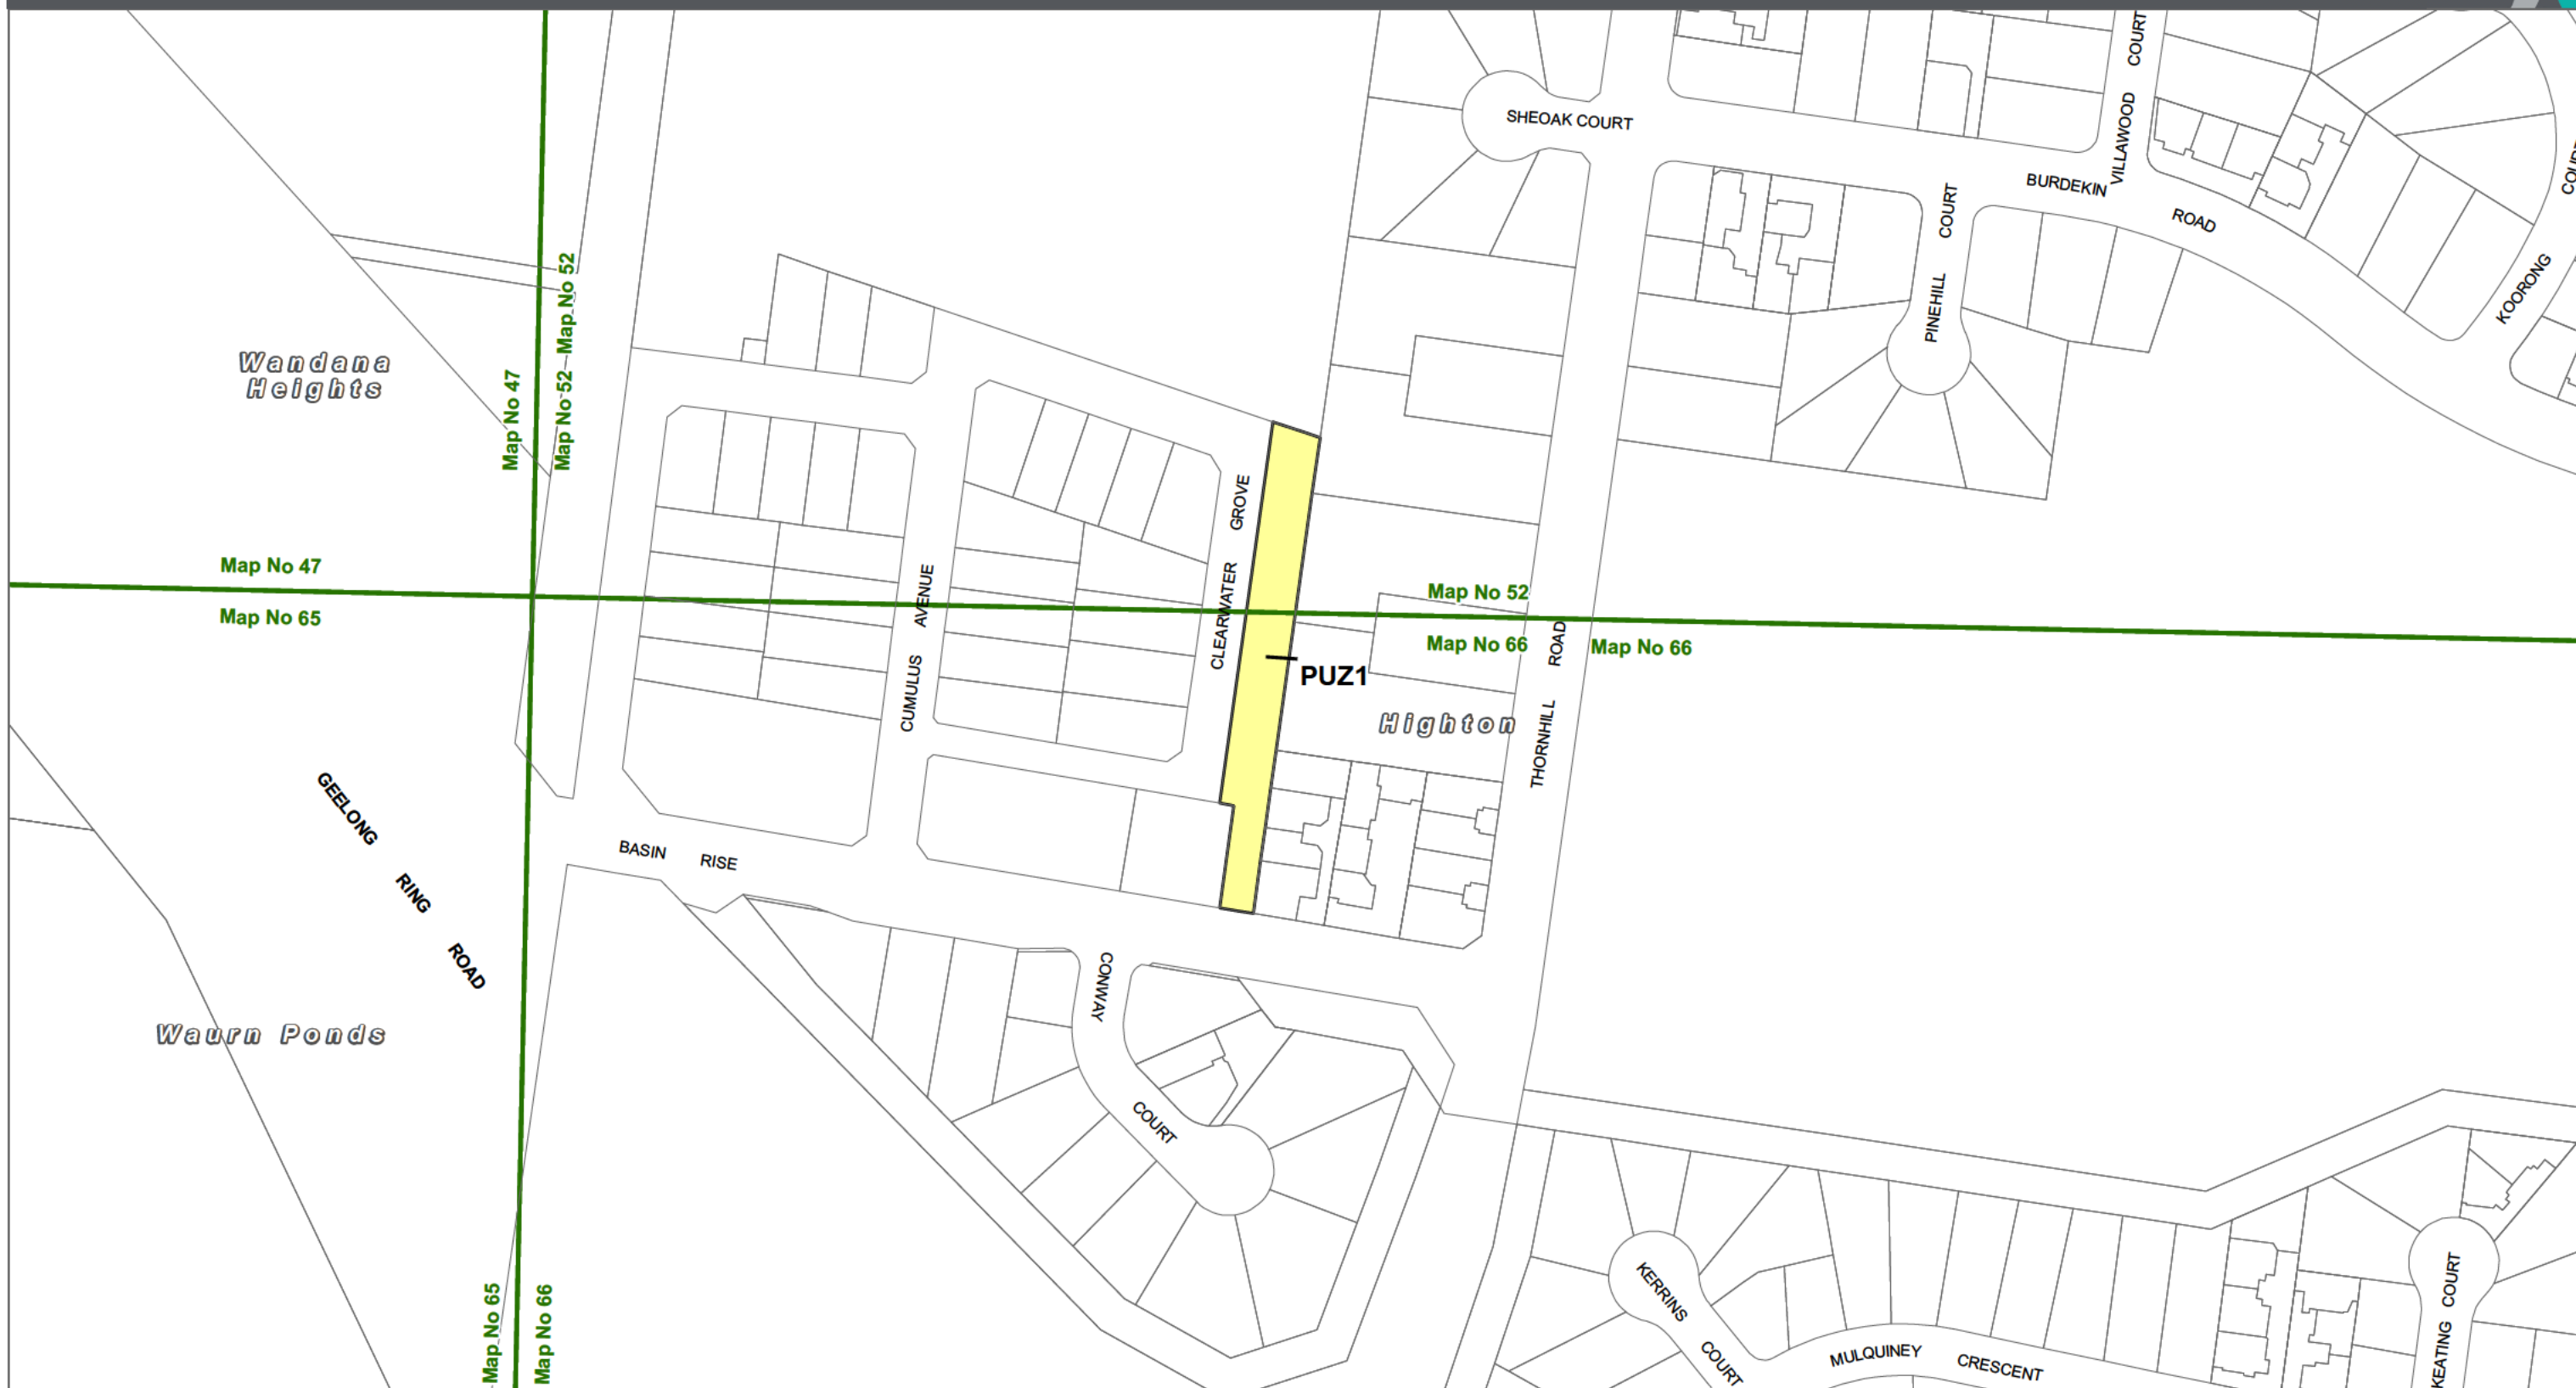 COURT
VILLAWOOD
SHEOAK COURT
BURDEKIN
ROAD
COURT
PINEHILL
KOORONG
Map No 52
Map No 52
Map No 47
Map No 52
Wandana
Heights
GROVE
CLEARWATER
AVENUE
CUMULUS
Map No 47
Map No 65
Map No 52
Map No 66
Map No 66
ROAD
THORNHILL
PUZ1
Highton
GEELONG
RING
ROAD
BASIN RISE
CONWAY
COURT
Waurn Ponds
KERRINS
COURT
MULQUINEY CRESCENT
COURT
KEATING
Map No 65
Map No 66